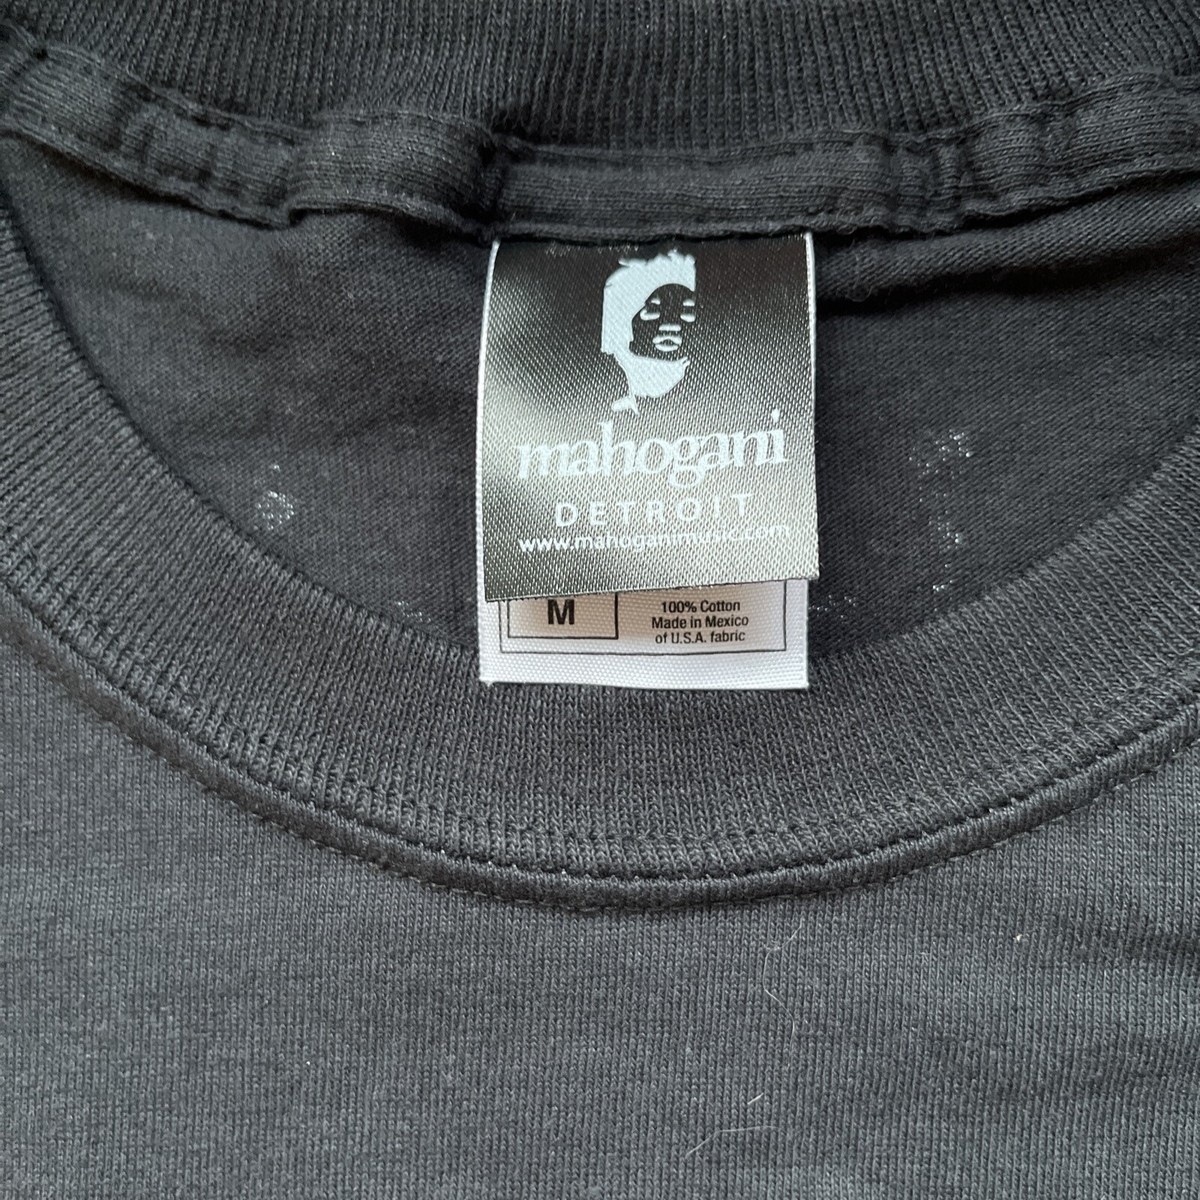 mahogani
DETROIT
www.mahoganimusic.com
M
100% Cotton
Made in Mexico
of U.S.A. fabric